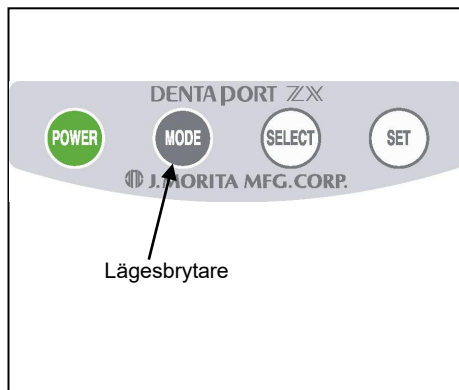 DENTAPORT ZX
POWER MODE SELECT SET
J.MORITA MFG.CORP.
Lägesbrytare